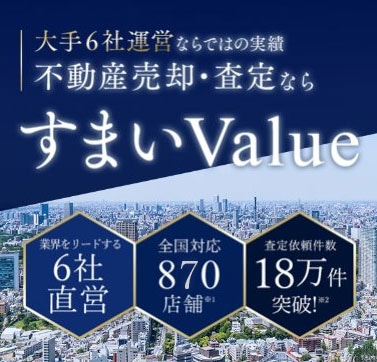 大手6社運営ならではの実績
不動産売却・査定なら
すまいValue
業界をリードする
6社
直営
全国対応
870
店舗※1
査定依頼件数
18万件
突破!※2